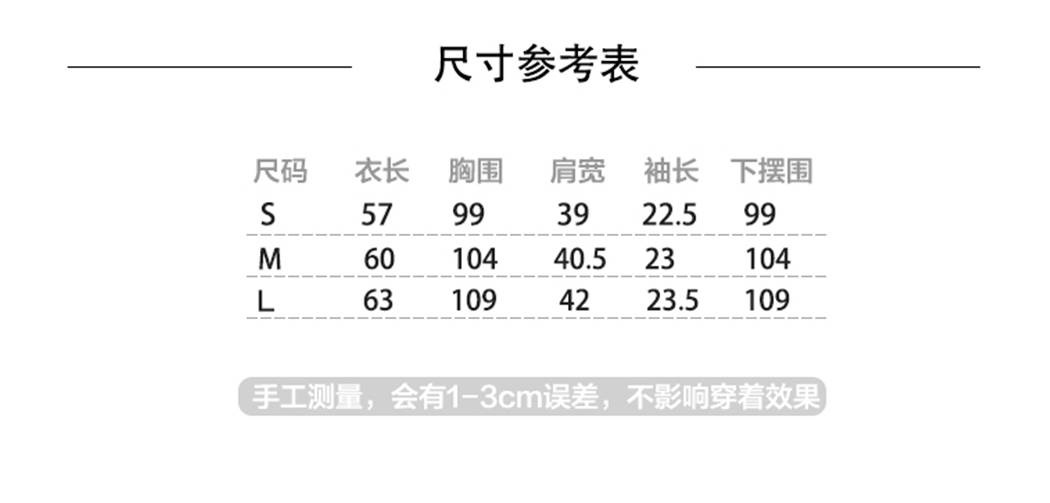 尺寸参考表
尺码 衣长 胸围 肩宽 袖长 下摆围
S 57 99 39 22.5 99
M 60 104 40.5 23 104
L 63 109 42 23.5 109
手工测量，会有1-3cm误差，不影响穿着效果